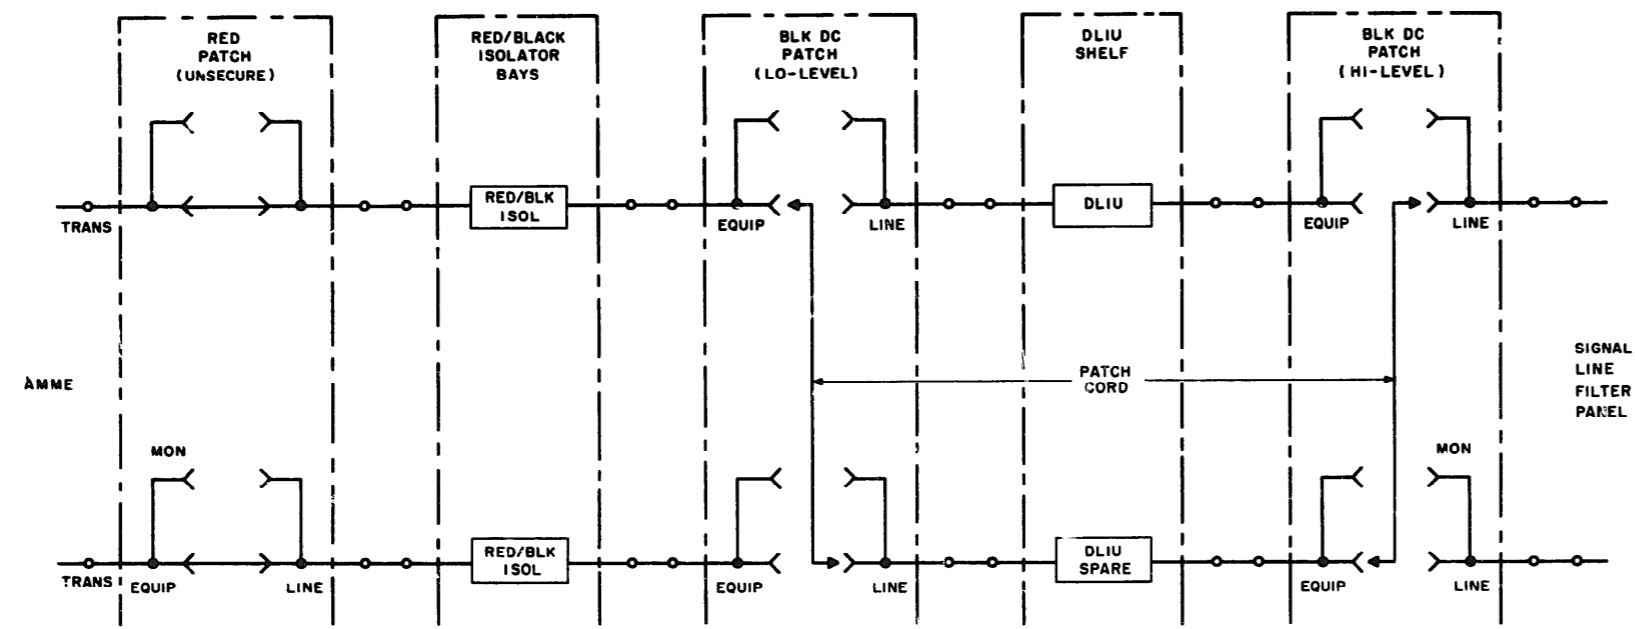 RED
PATCH
(UNSECURE)
RED/BLACK
ISOLATOR
BAYS
BLK DC
PATCH
(LO-LEVEL)
DLIU
SHELF
BLK DC
PATCH
(HI-LEVEL)
TRANS
RED/BLK
ISOL
EQUIP
LINE
DLIU
EQUIP
LINE
AMME
PATCH
CORD
SIGNAL
LINE
FILTER
PANEL
MON
MON
TRANS
EQUIP
LINE
RED/BLK
ISOL
EQUIP
LINE
DLIU
SPARE
EQUIP
LINE